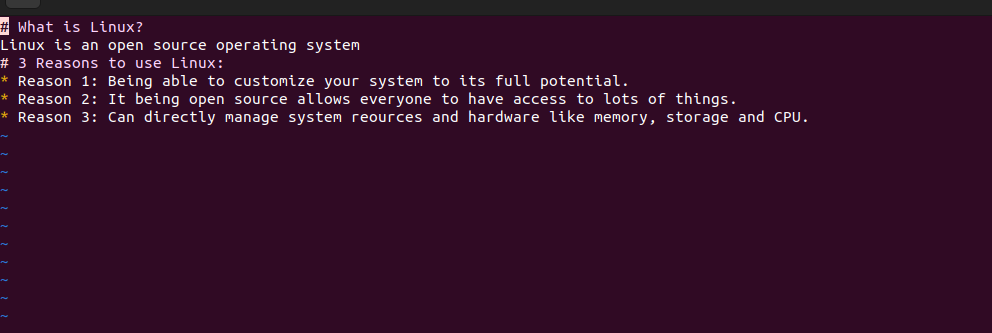 # What is Linux?
Linux is an open source operating system
# 3 Reasons to use Linux:
* Reason 1: Being able to customize your system to its full potential.
* Reason 2: It being open source allows everyone to have access to lots of things.
* Reason 3: Can directly manage system reources and hardware like memory, storage and CPU.
~
~
~
~
~
~
~
~
~
~
~